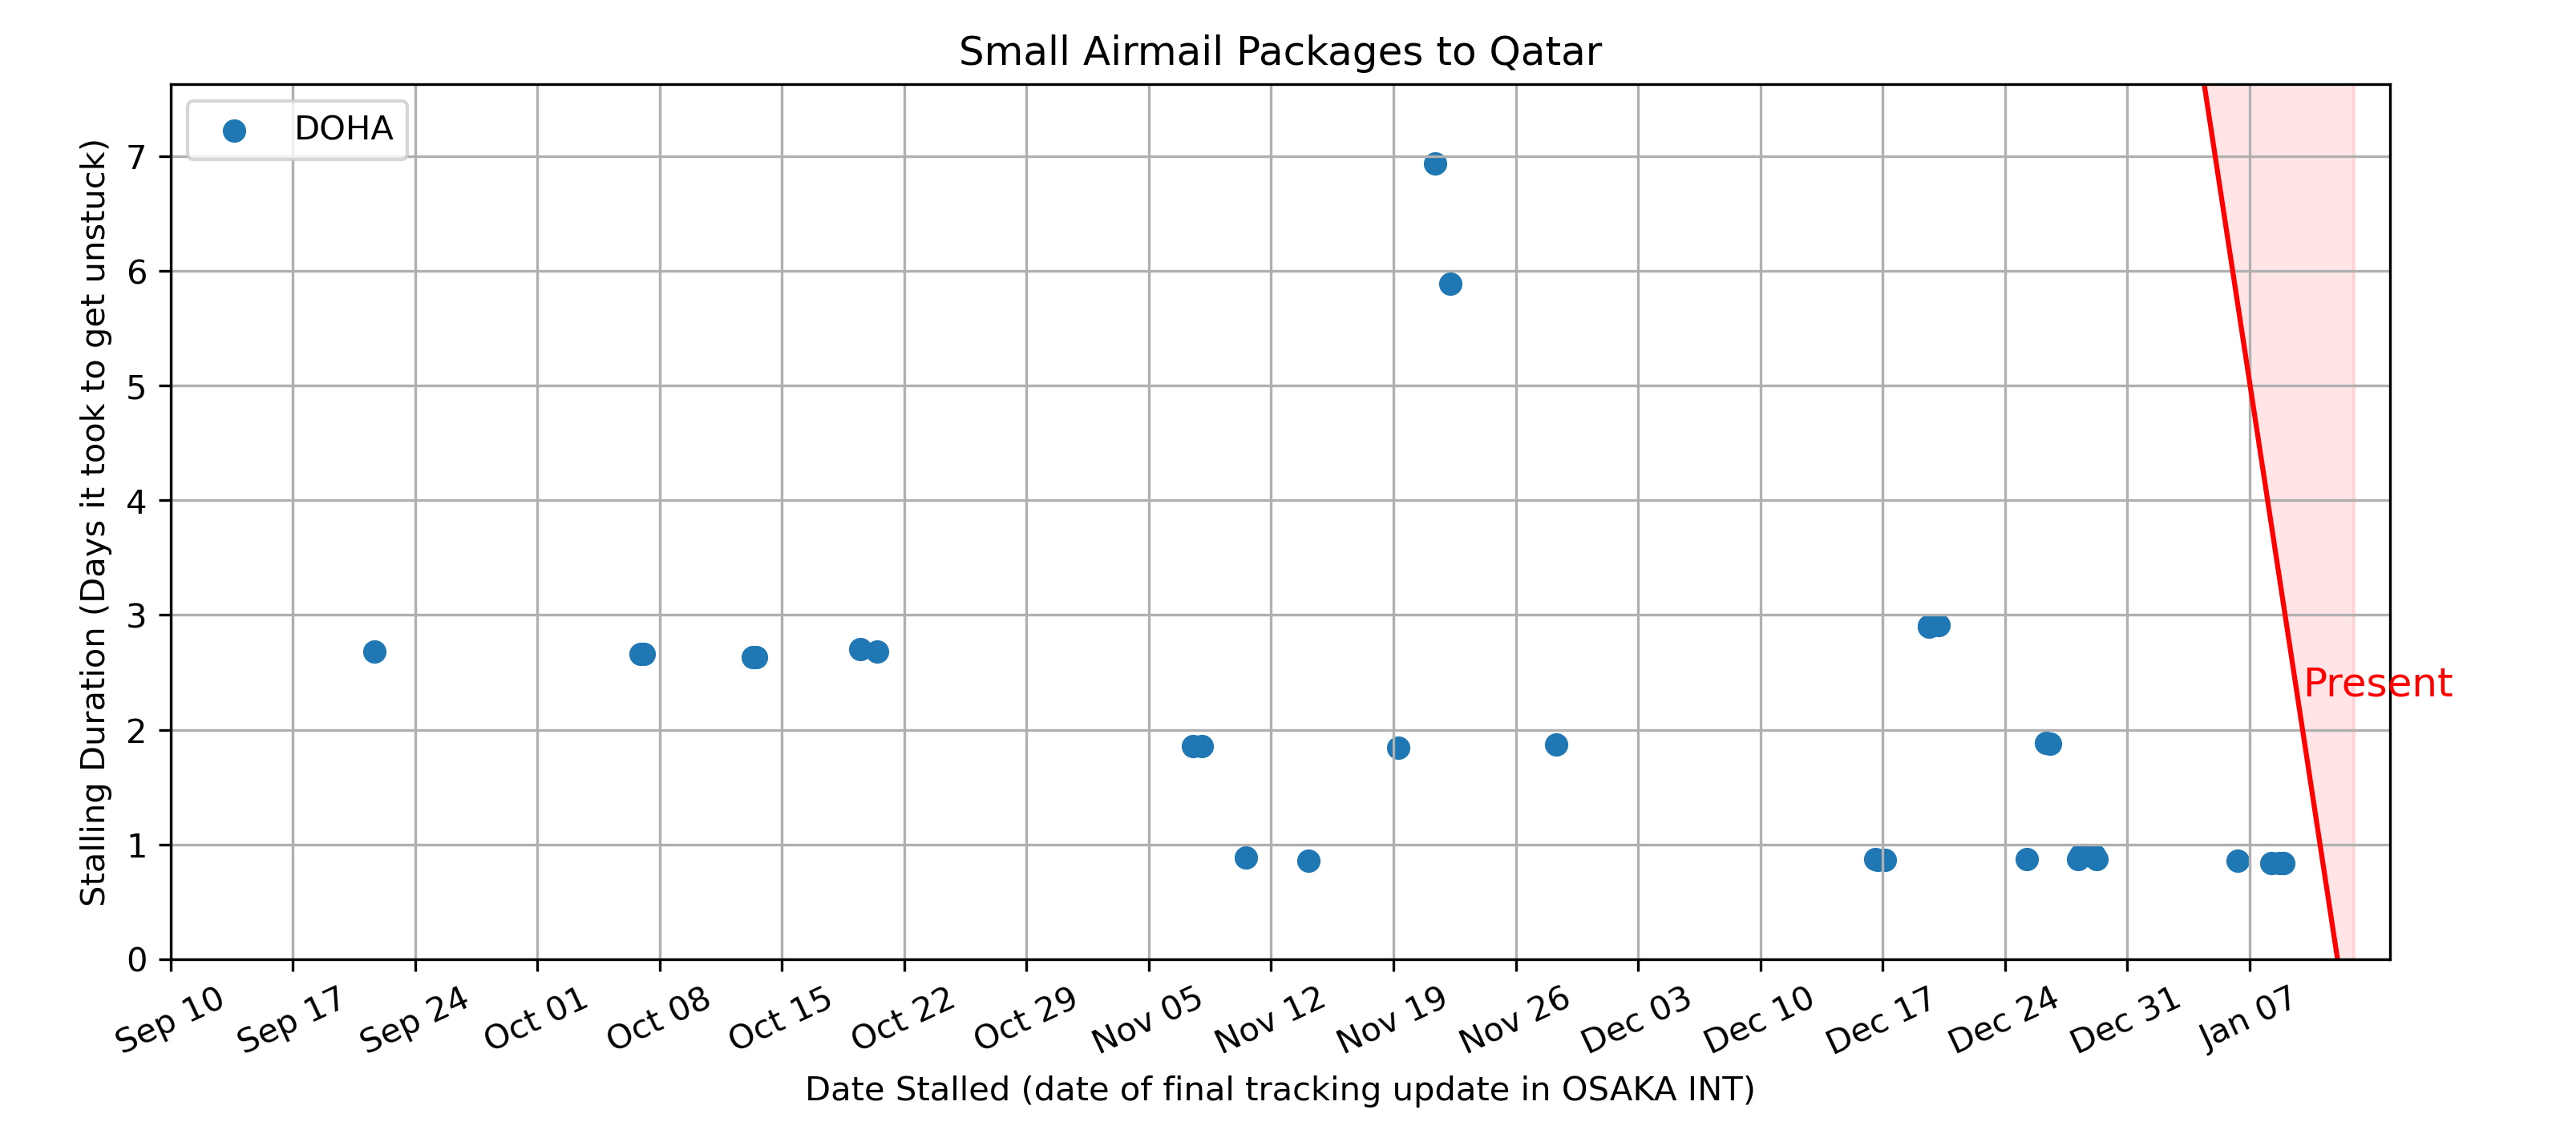 Small Airmail Packages to Qatar
DOHA
Stalling Duration (Days it took to get unstuck)
7
6
5
4
3
2
1
0
Present
Sep 10
Sep 17
Sep 24
Oct 01
Oct 08
Oct 15
Oct 22
Oct 29
Nov 05
Nov 12
Nov 19
Nov 26
Dec 03
Dec 10
Dec 17
Dec 24
Dec 31
Jan 07
Date Stalled (date of final tracking update in OSAKA INT)